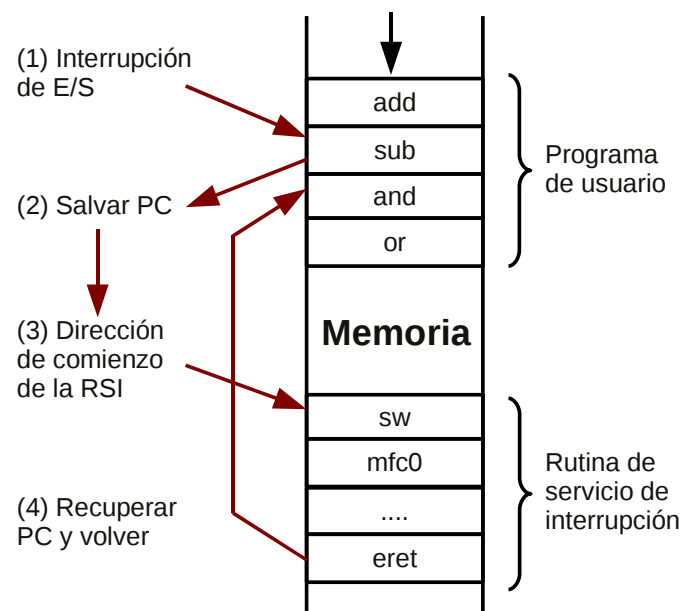 (1) Interrupción
de E/S
(2) Salvar PC
(3) Dirección
de comienzo
de la RSI
(4) Recuperar
PC y volver
add
sub
and
or
Memoria
sw
mfc0
....
eret
Programa
de usuario
Rutina de
servicio de
interrupción